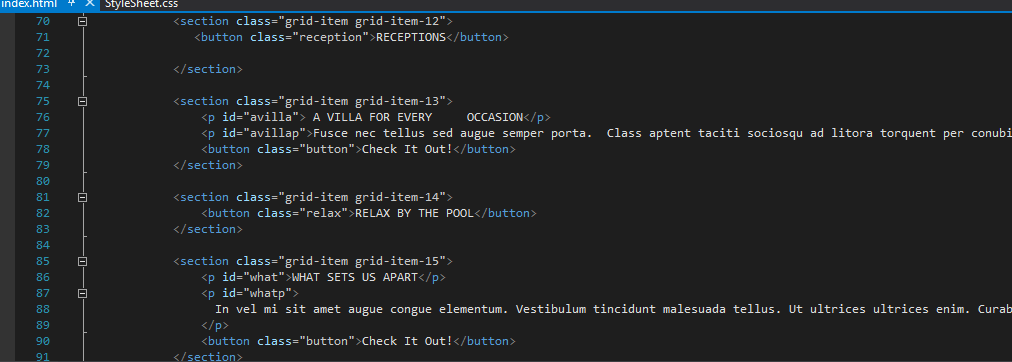 index.html StyleSheet.css
70 <section class="grid-item grid-item-12">
71 <button class="reception">RECEPTIONS</button>
72
73 </section>
74
75 <section class="grid-item grid-item-13">
76 <p id="avilla"> A VILLA FOR EVERY     OCCASION</p>
77 <p id="avillap">Fusce nec tellus sed augue semper porta.  Class aptent taciti sociosqu ad litora torquent per conubi
78 <button class="button">Check It Out!</button>
79 </section>
80
81 <section class="grid-item grid-item-14">
82 <button class="relax">RELAX BY THE POOL</button>
83 </section>
84
85 <section class="grid-item grid-item-15">
86 <p id="what">WHAT SETS US APART</p>
87 <p id="whatp">
88 In vel mi sit amet augue congue elementum. Vestibulum tincidunt malesuada tellus. Ut ultrices ultrices enim. Curab
89 </p>
90 <button class="button">Check It Out!</button>
91 </section>